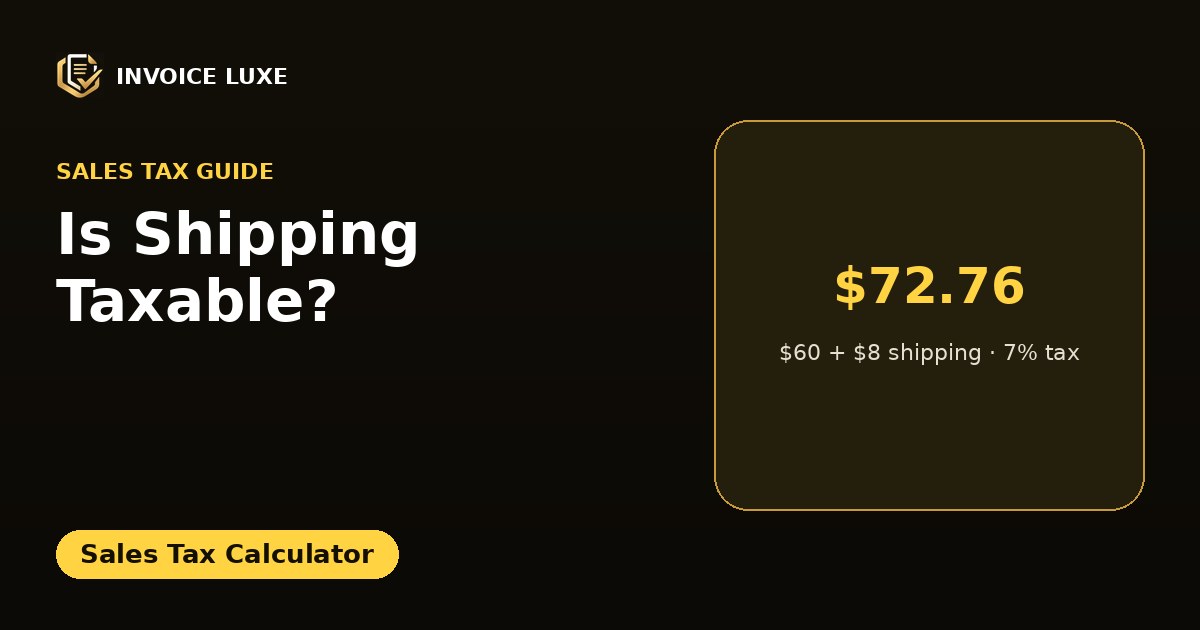 INVOICE LUXE
SALES TAX GUIDE
Is Shipping
Taxable?
$72.76
$60 + $8 shipping · 7% tax
Sales Tax Calculator